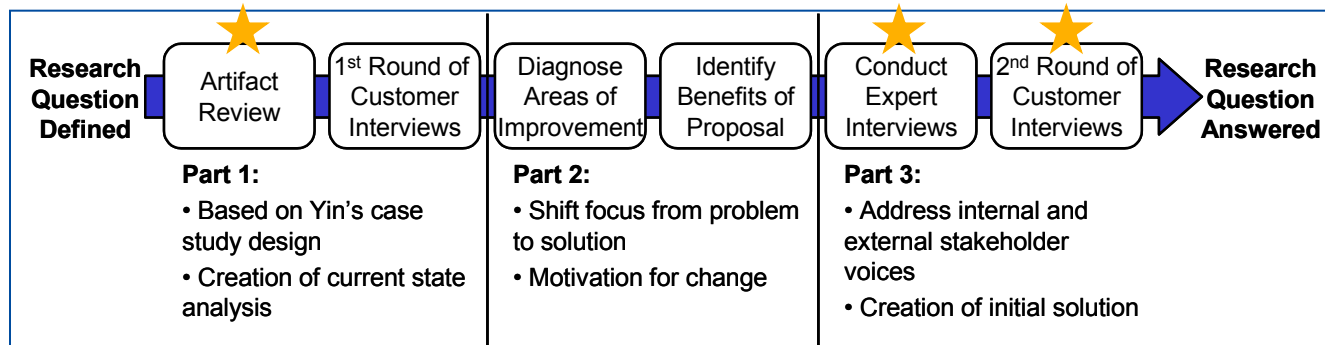 Research
Question
Defined
Artifact
Review
1st Round of
Customer
Interviews
Diagnose
Areas of
Improvement
Identify
Benefits of
Proposal
Conduct
Expert
Interviews
2nd Round of
Customer
Interviews
Research
Question
Answered
Part 1:
• Based on Yin's case
study design
• Creation of current state
analysis
Part 2:
• Shift focus from problem
to solution
• Motivation for change
Part 3:
• Address internal and
external stakeholder
voices
• Creation of initial solution